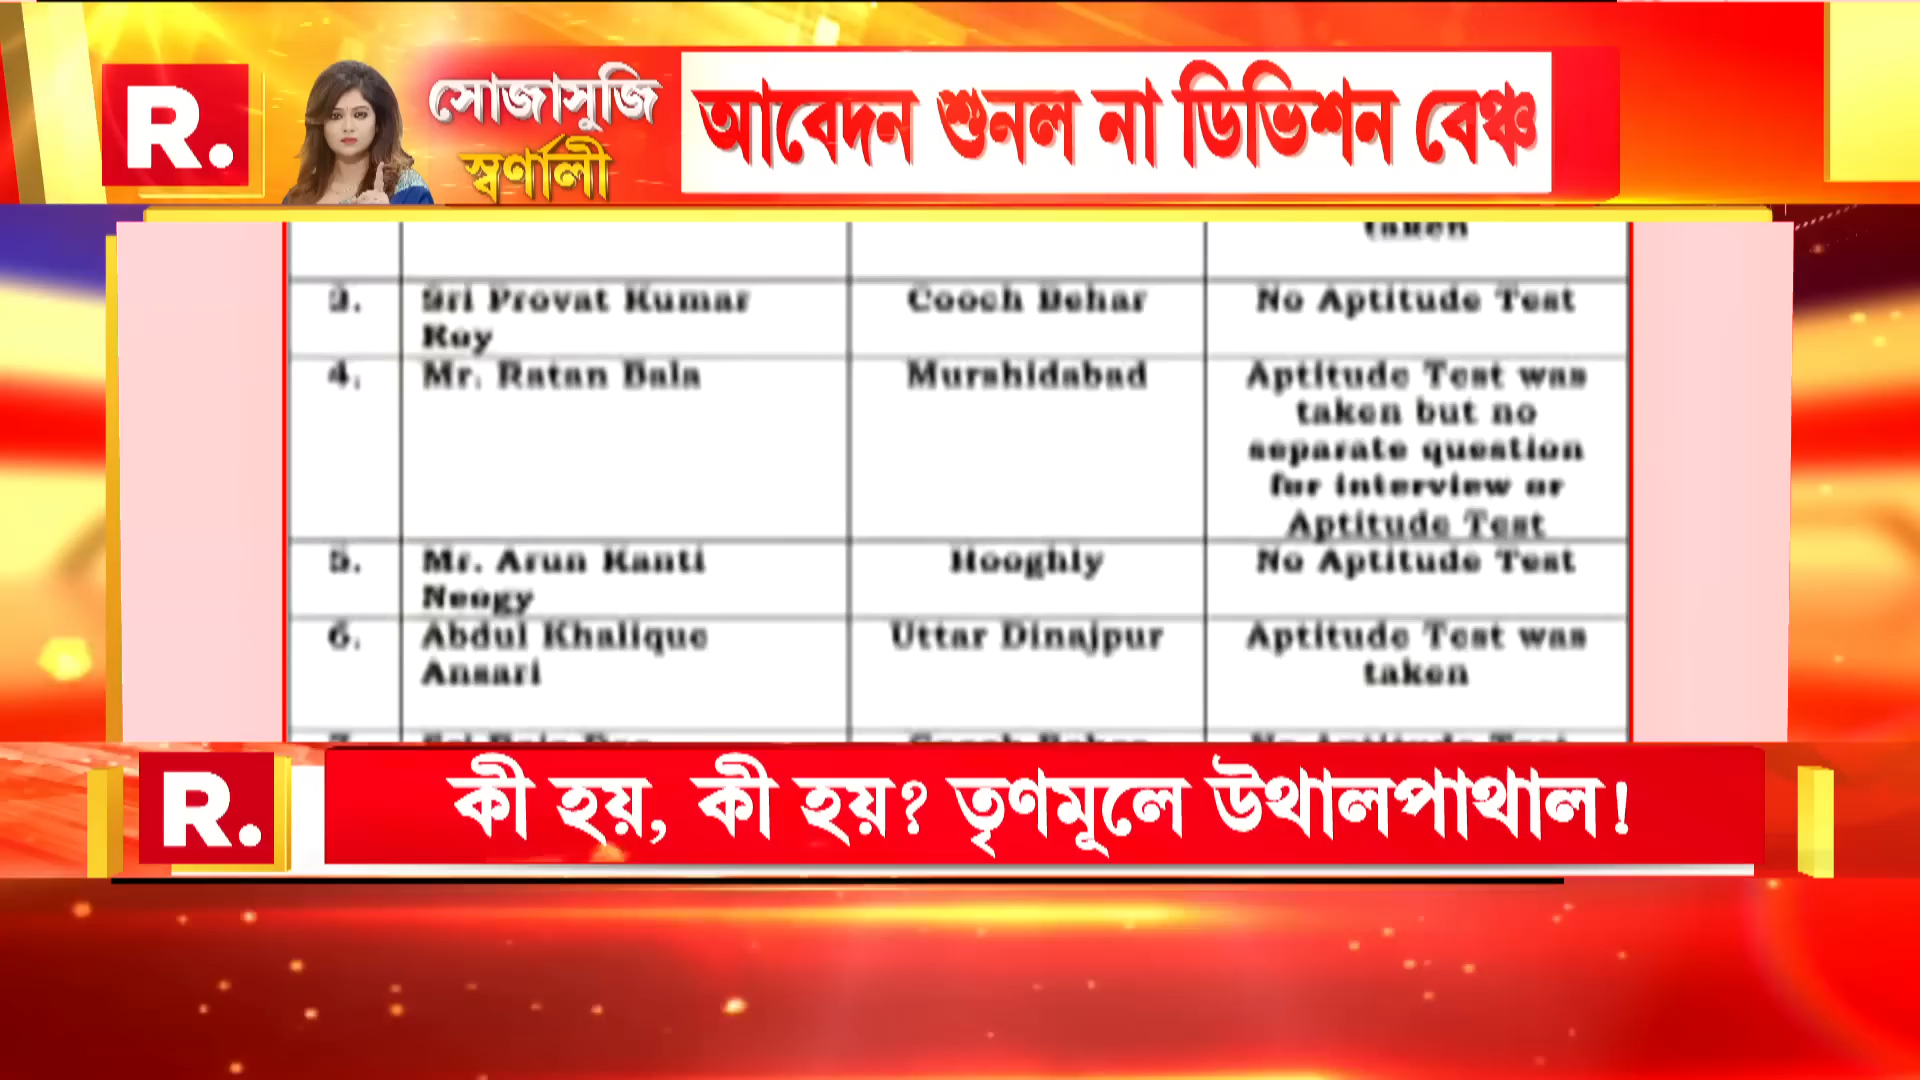 R.
সোজাসুজি
স্বর্ণালী
আবেদন শুনল না ডিভিশন বেঞ্চ
taken
3. Sri Provat Kumar Cooch Behar No Aptitude Test
Roy
4. Mr. Ratan Bala Murshidabad Aptitude Test was
taken but no
separate question
for interview or
Aptitude Test
5. Mr. Arun Kanti Hooghly No Aptitude Test
Neogy
6. Abdul Khalique Uttar Dinajpur Aptitude Test was
Ansari taken
R.
কী হয়, কী হয়? তৃণমূলে উথালপাথাল!